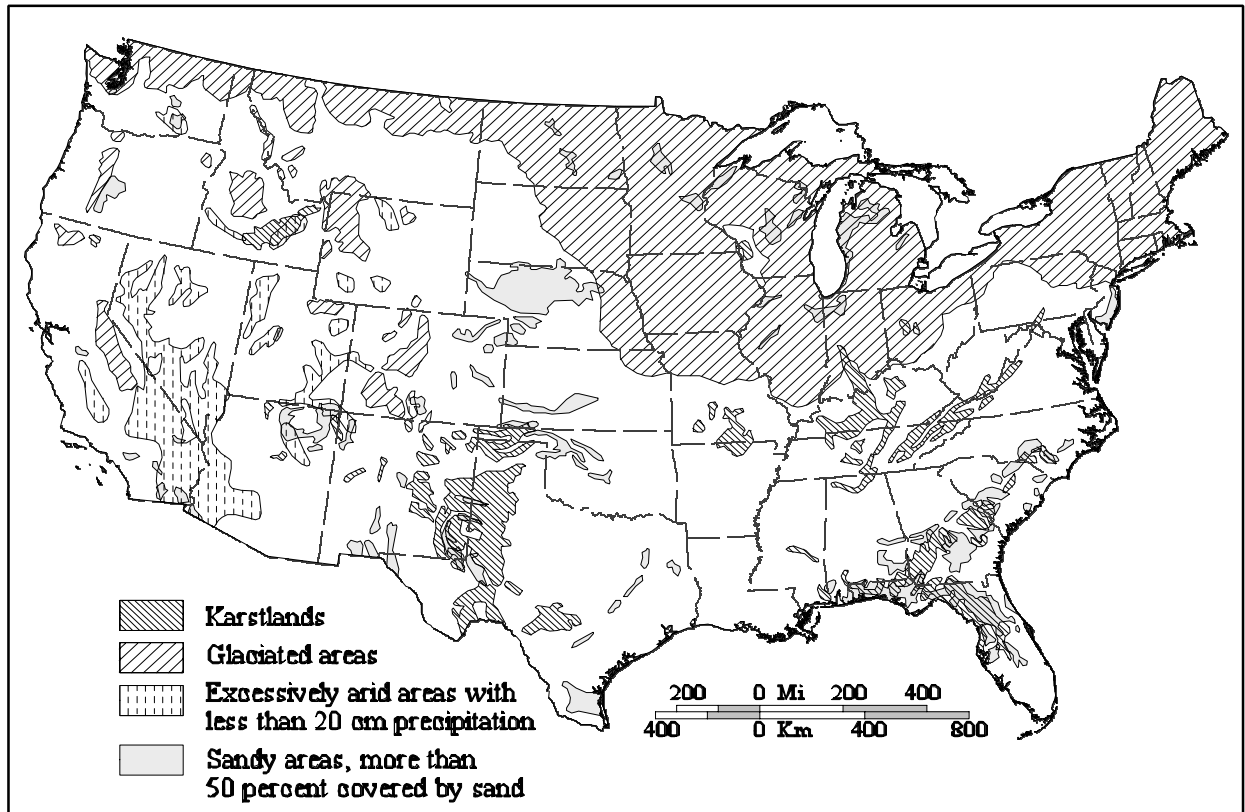 Karstlands
Glaciated areas
Excessively arid areas with
less than 20 cm precipitation
Sandy areas, more than
50 percent covered by sand
200 0 Mi 200 400
400 0 Km 400 800